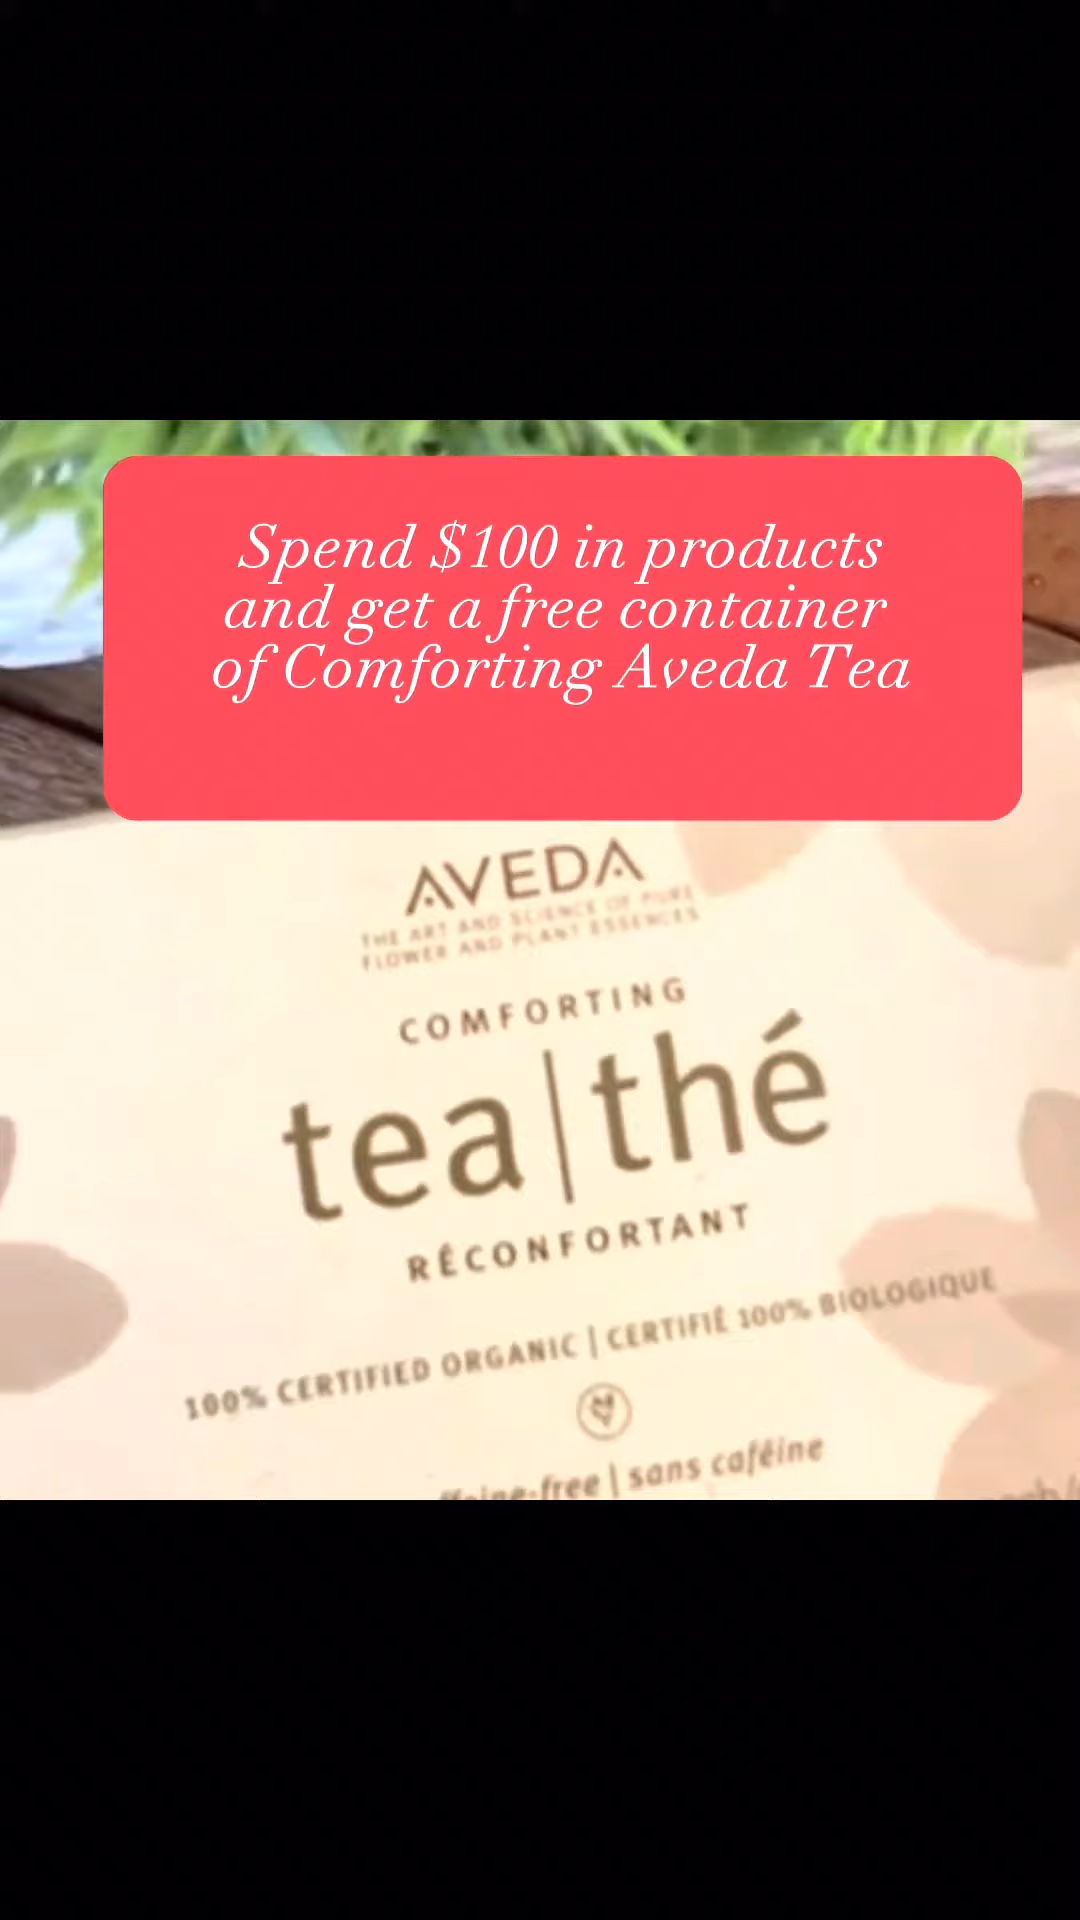 Spend $100 in products
and get a free container
of Comforting Aveda Tea
AVEDA
THE ART AND SCIENCE OF PURE
FLOWER AND PLANT ESSENCES
COMFORTING
tea | thé
RÉCONFORTANT
100% CERTIFIED ORGANIC | CERTIFIÉ 100% BIOLOGIQUE
-free | sans caféine